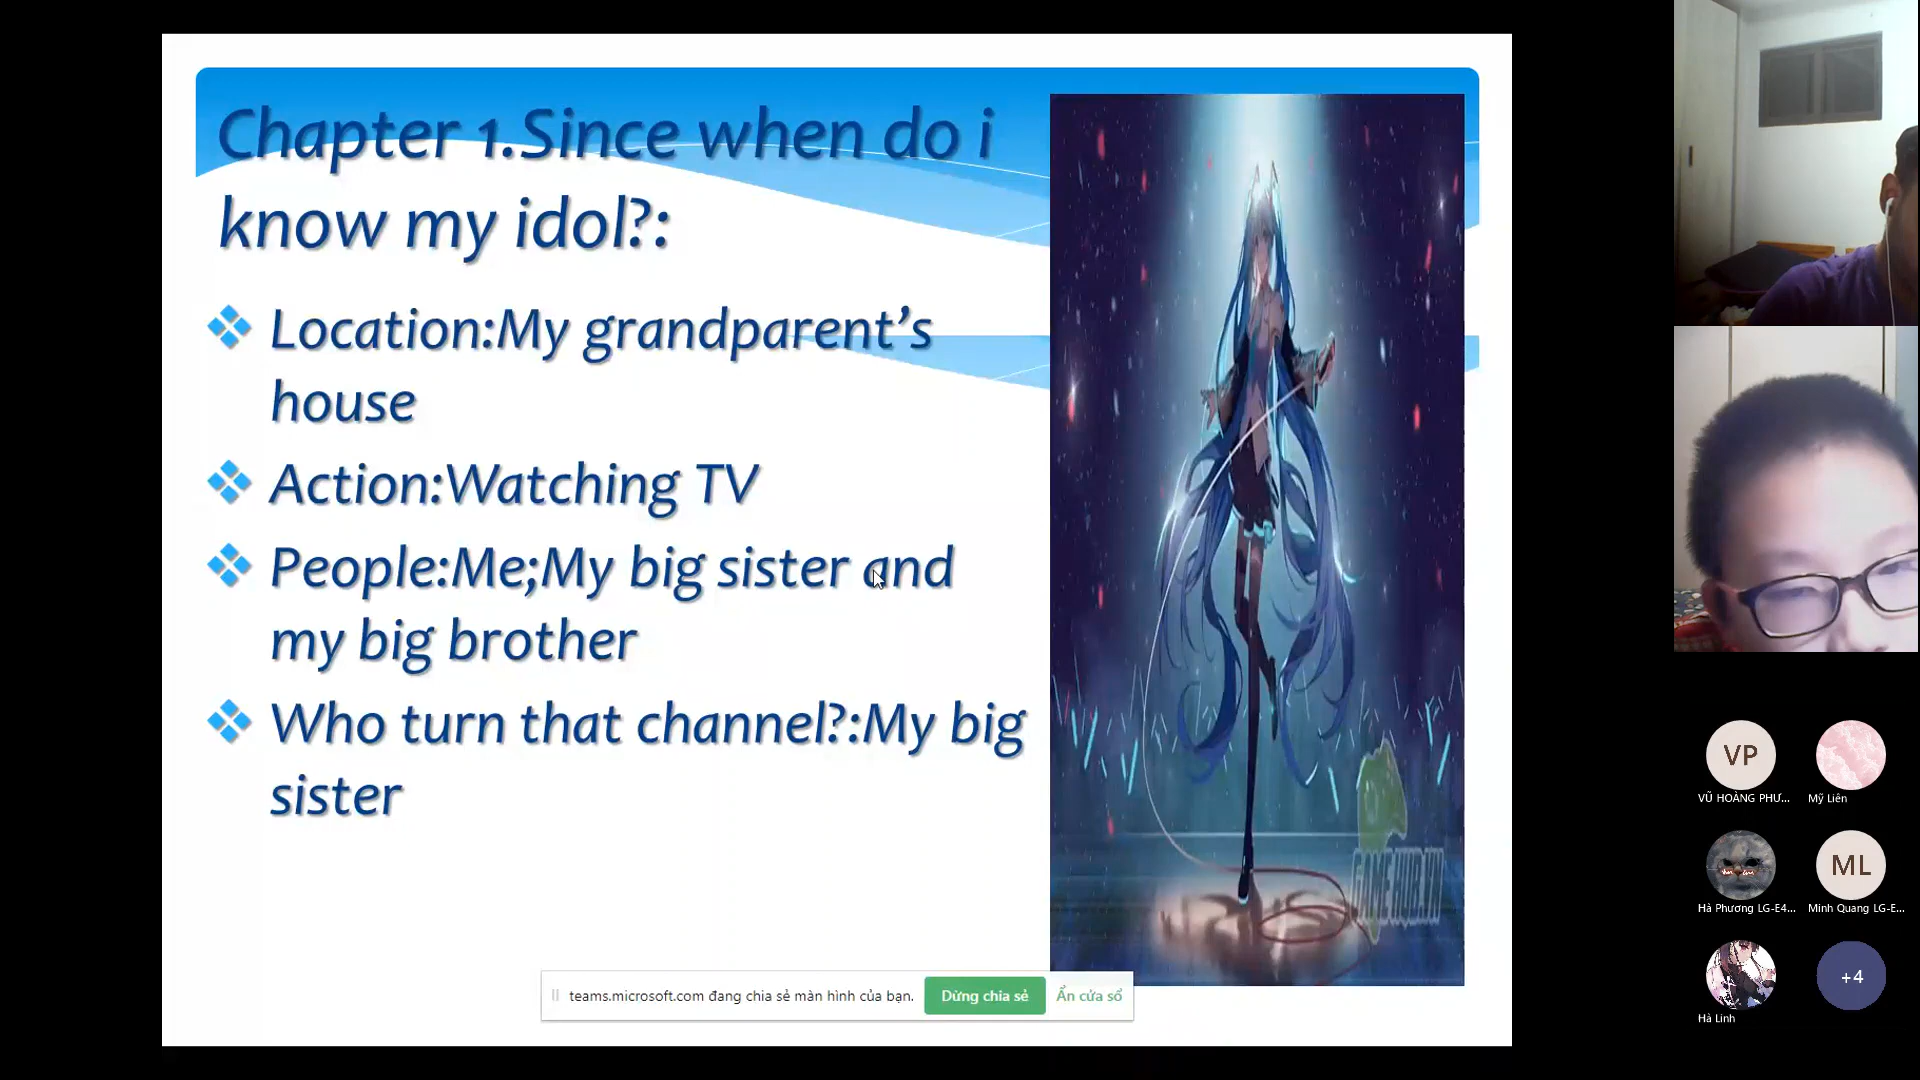 Chapter 1.Since when do i
know my idol?:
Location:My grandparent's
house
Action:Watching TV
People:Me;My big sister and
my big brother
Who turn that channel?:My big
sister
GAMEHUB.VN
teams.microsoft.com đang chia sẻ màn hình của bạn.
Dừng chia sẻ
Ẩn cửa sổ
VP
VŨ HOÀNG PHƯ...
Mỹ Liên
ML
Hà Phương LG-E4...
Minh Quang LG-E...
+4
Hà Linh